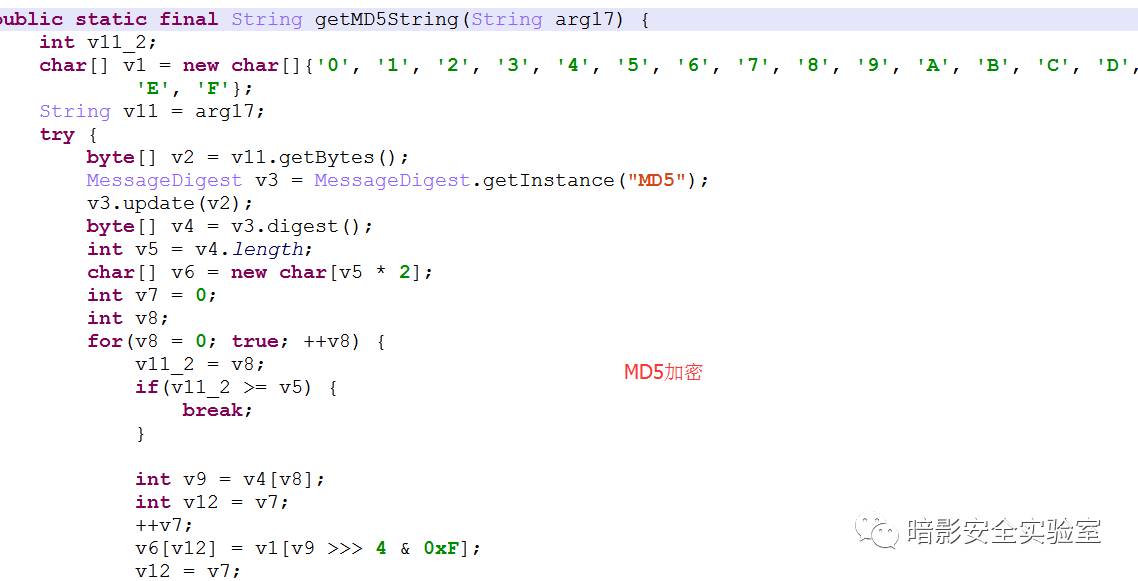 public static final String getMD5String(String arg17) {
int v11_2;
char[] v1 = new char[]{'0', '1', '2', '3', '4', '5', '6', '7', '8', '9', 'A', 'B', 'C', 'D',
'E', 'F'};
String v11 = arg17;
try {
byte[] v2 = v11.getBytes();
MessageDigest v3 = MessageDigest.getInstance("MD5");
v3.update(v2);
byte[] v4 = v3.digest();
int v5 = v4.length;
char[] v6 = new char[v5 * 2];
int v7 = 0;
int v8;
for(v8 = 0; true; ++v8) {
v11_2 = v8;
MD5加密
if(v11_2 >= v5) {
break;
}
int v9 = v4[v8];
int v12 = v7;
++v7;
v6[v12] = v1[v9 >>> 4 & 0xF];
v12 = v7;
暗影安全实验室